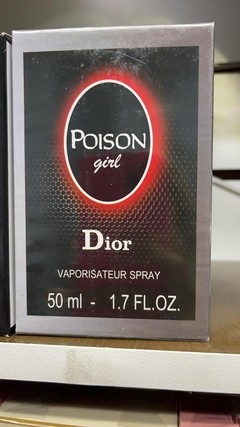 POISON
girl
Dior
VAPORISATEUR SPRAY
50 ml - 1.7 FL.OZ.